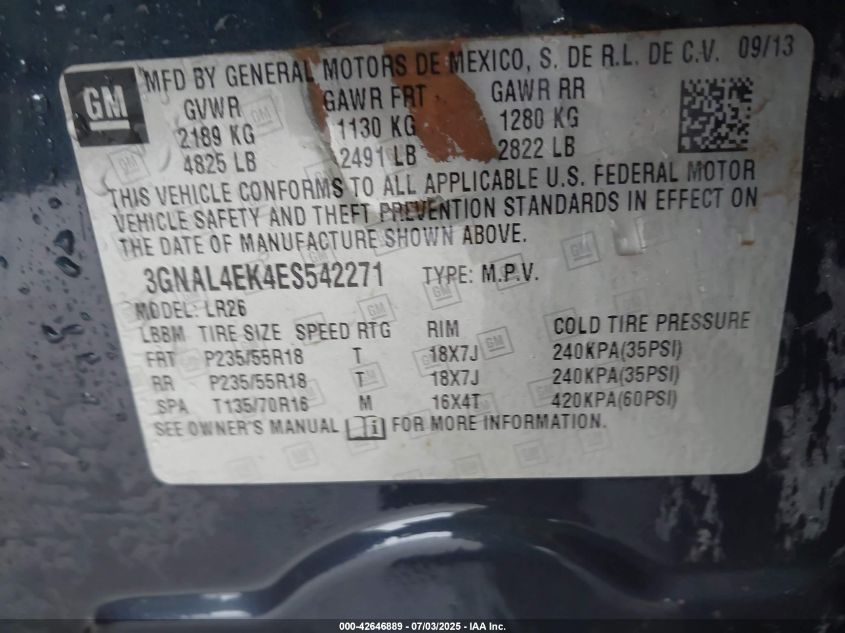 GM
MFD BY GENERAL MOTORS DE MEXICO, S. DE R.L. DE C.V. 09/13
GVWR GAWR FRT GAWR RR
2189 KG 1130 KG 1280 KG
4825 LB 2491 LB 2822 LB
THIS VEHICLE CONFORMS TO ALL APPLICABLE U.S. FEDERAL MOTOR
VEHICLE SAFETY AND THEFT PREVENTION STANDARDS IN EFFECT ON
THE DATE OF MANUFACTURE SHOWN ABOVE.
3GNAL4EK4ES542271 TYPE: M.P.V.
MODEL: LR26
LBBM TIRE SIZE SPEED RTG RIM COLD TIRE PRESSURE
FRT P235/55R18 T 18X7J 240KPA(35PSI)
RR P235/55R18 T 18X7J 240KPA(35PSI)
SPA T135/70R16 M 16X4T 420KPA(60PSI)
SEE OWNER'S MANUAL i FOR MORE INFORMATION.
000-42646889 - 07/03/2025 - IAA Inc.